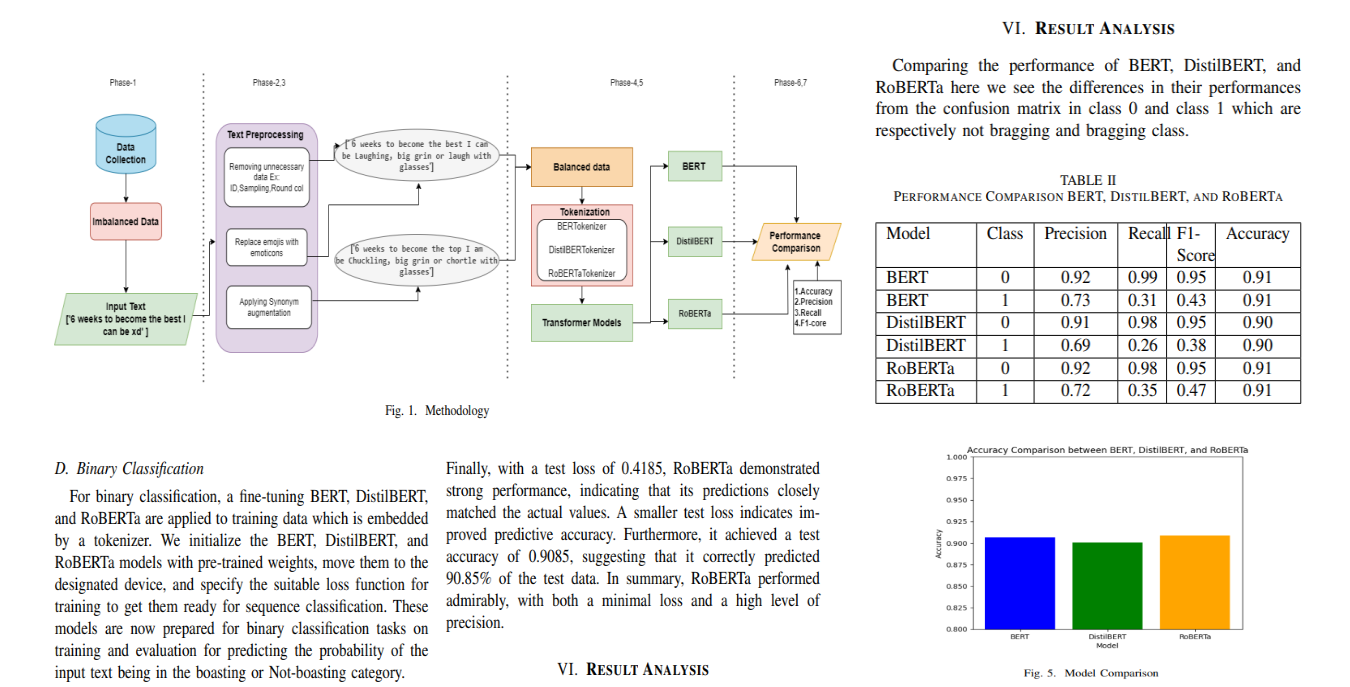 Phase-1
Phase-2,3
Phase-4,5
Phase-6,7
Data
Collection
Imbalanced Data
Input Text
['6 weeks to become the best I
can be xd' ]
Text Preprocessing
Removing unnecessary
data Ex:
ID,Sampling,Round col
Replace emojis with
emoticons
Applying Synonym
augmentation
['6 weeks to become the best I can
be Laughing, big grin or laugh with
glasses']
['6 weeks to become the top I am
be Chuckling, big grin or chortle with
glasses']
Balanced data
Tokenization
BERTokenizer
DistilBERTokenizer
RoBERTaTokenizer
Transformer Models
BERT
DistilBERT
RoBERTa
Performance
Comparison
1.Accuracy
2.Precision
3.Recall
4.F1-core
Fig. 1. Methodology
D. Binary Classification
For binary classification, a fine-tuning BERT, DistilBERT,
and RoBERTa are applied to training data which is embedded
by a tokenizer. We initialize the BERT, DistilBERT, and
RoBERTa models with pre-trained weights, move them to the
designated device, and specify the suitable loss function for
training to get them ready for sequence classification. These
models are now prepared for binary classification tasks on
training and evaluation for predicting the probability of the
input text being in the boasting or Not-boasting category.
Finally, with a test loss of 0.4185, RoBERTa demonstrated
strong performance, indicating that its predictions closely
matched the actual values. A smaller test loss indicates im-
proved predictive accuracy. Furthermore, it achieved a test
accuracy of 0.9085, suggesting that it correctly predicted
90.85% of the test data. In summary, RoBERTa performed
admirably, with both a minimal loss and a high level of
precision.
VI. RESULT ANALYSIS
VI. RESULT ANALYSIS
Comparing the performance of BERT, DistilBERT, and
RoBERTa here we see the differences in their performances
from the confusion matrix in class 0 and class 1 which are
respectively not bragging and bragging class.
TABLE II
PERFORMANCE COMPARISON BERT, DISTILBERT, AND ROBERTA
Model Class Precision Recall F1-Score Accuracy
BERT 0 0.92 0.99 0.95 0.91
BERT 1 0.73 0.31 0.43 0.91
DistilBERT 0 0.91 0.98 0.95 0.90
DistilBERT 1 0.69 0.26 0.38 0.90
RoBERTa 0 0.92 0.98 0.95 0.91
RoBERTa 1 0.72 0.35 0.47 0.91
Accuracy Comparison between BERT, DistilBERT, and RoBERTa
1.000
0.975
0.950
0.925
0.900
0.875
0.850
0.825
0.800
Accuracy
BERT DistilBERT RoBERTa
Model
Fig. 5. Model Comparison